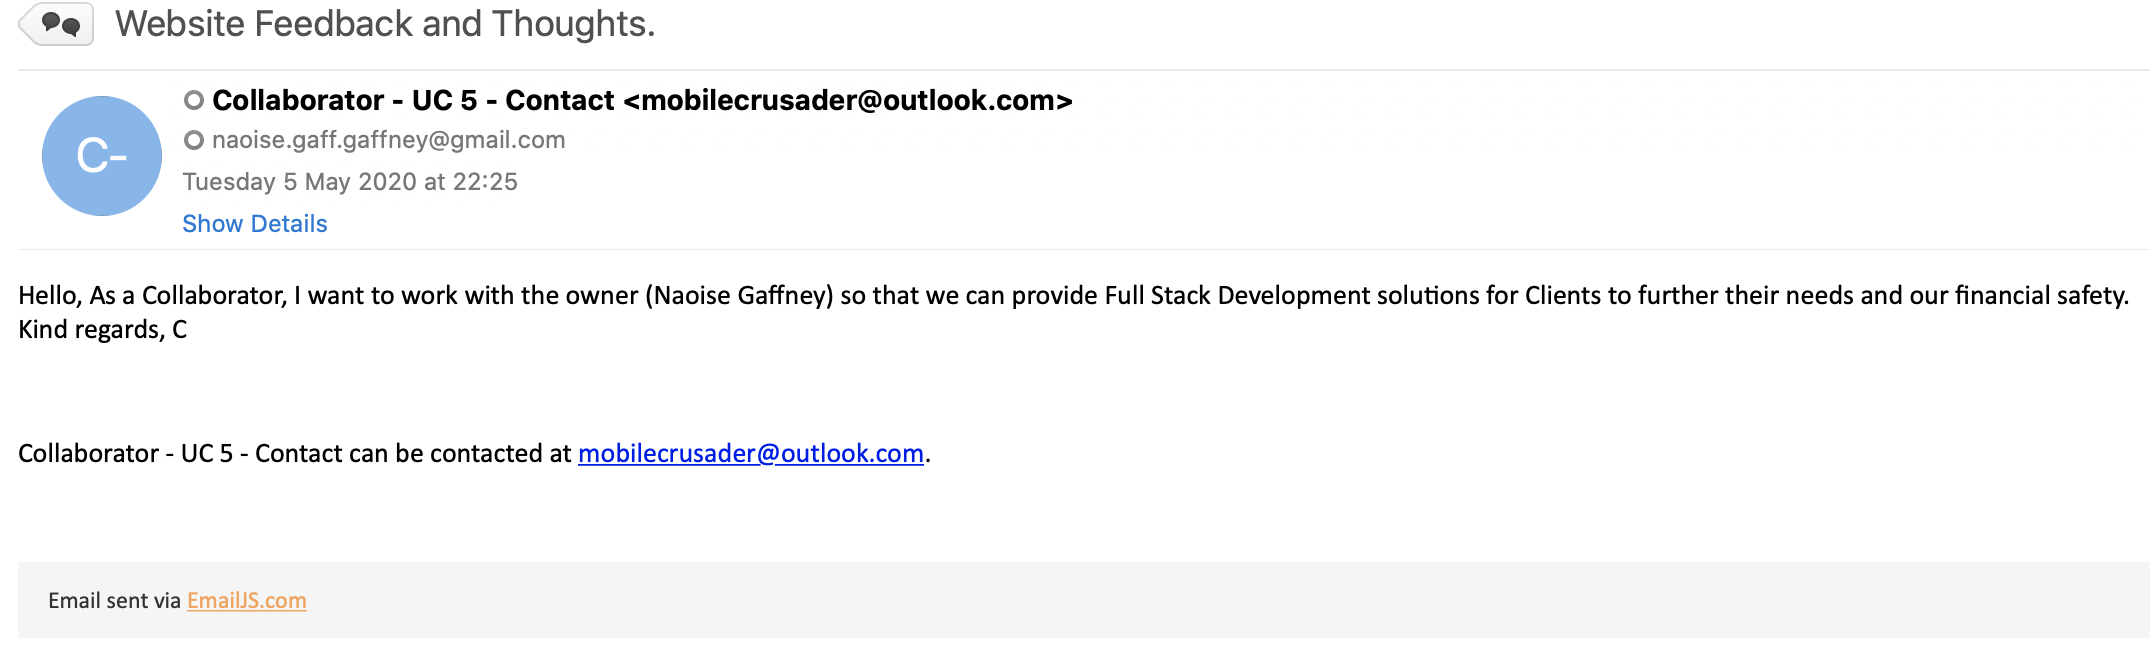 Website Feedback and Thoughts.
Collaborator - UC 5 - Contact <mobilecrusader@outlook.com>
naoise.gaff.gaffney@gmail.com
Tuesday 5 May 2020 at 22:25
Show Details
C-
Hello, As a Collaborator, I want to work with the owner (Naoise Gaffney) so that we can provide Full Stack Development solutions for Clients to further their needs and our financial safety.
Kind regards, C
Collaborator - UC 5 - Contact can be contacted at mobilecrusader@outlook.com.
Email sent via EmailJS.com